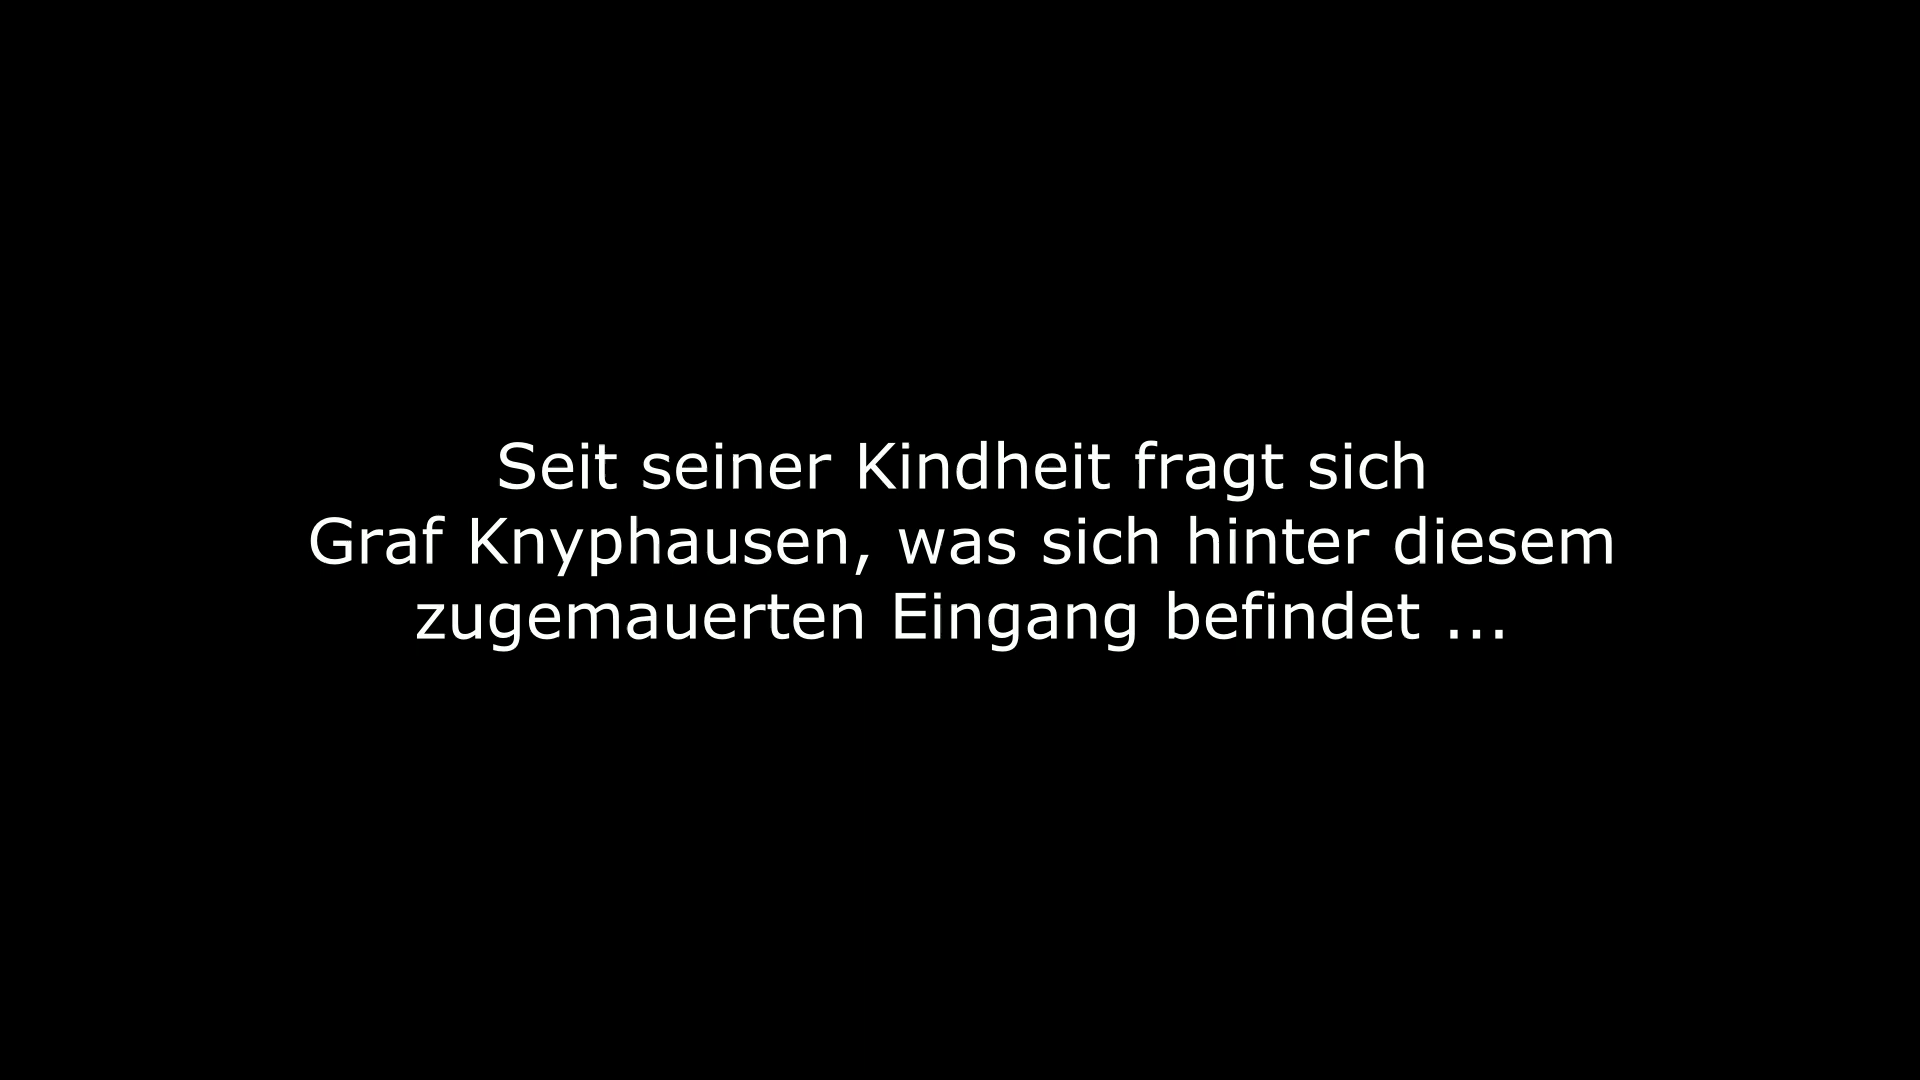 Seit seiner Kindheit fragt sich
Graf Knyphausen, was sich hinter diesem
zugemauerten Eingang befindet ...